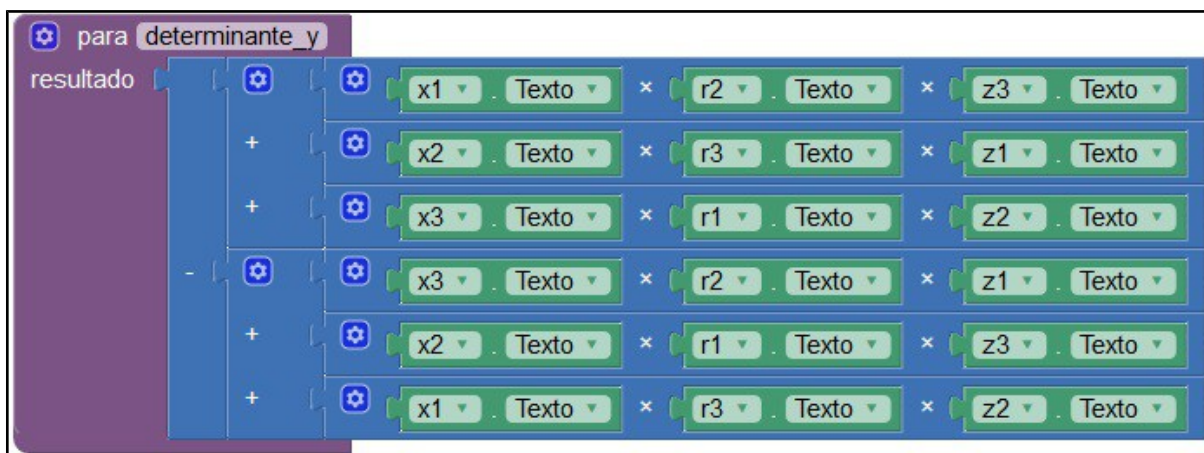 para determinante_y
resultado x1 . Texto × r2 . Texto × z3 . Texto
+ x2 . Texto × r3 . Texto × z1 . Texto
+ x3 . Texto × r1 . Texto × z2 . Texto
- x3 . Texto × r2 . Texto × z1 . Texto
+ x2 . Texto × r1 . Texto × z3 . Texto
+ x1 . Texto × r3 . Texto × z2 . Texto